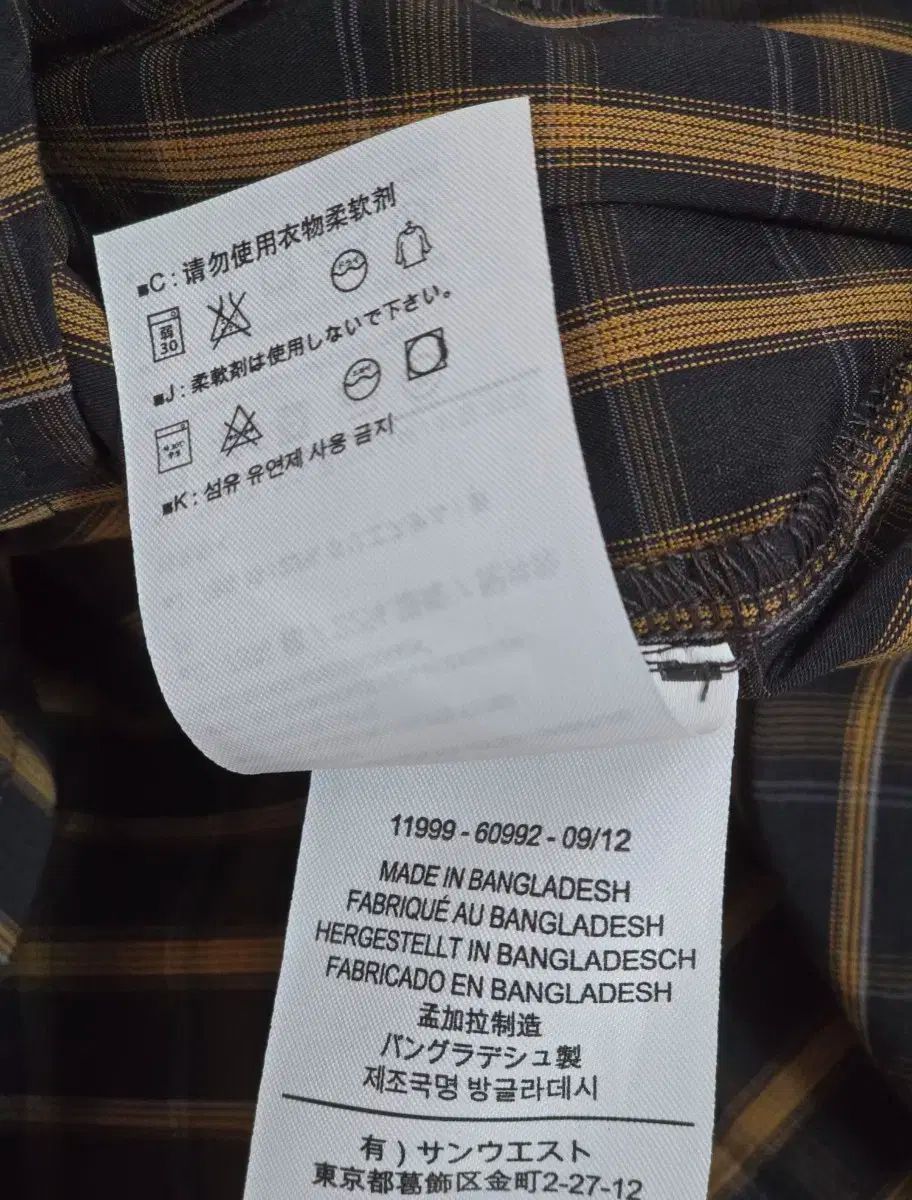 ■C : 请勿使用衣物柔软剂
弱 30 ドライ
■J : 柔軟剤は使用しないで下さい。
■K : 섬유 유연제 사용 금지
11999 - 60992 - 09/12
MADE IN BANGLADESH
FABRIQUÉ AU BANGLADESH
HERGESTELLT IN BANGLADESCH
FABRICADO EN BANGLADESH
孟加拉制造
バングラデシュ製
제조국명 방글라데시
有 ) サンウエスト
東京都葛飾区金町2-27-12